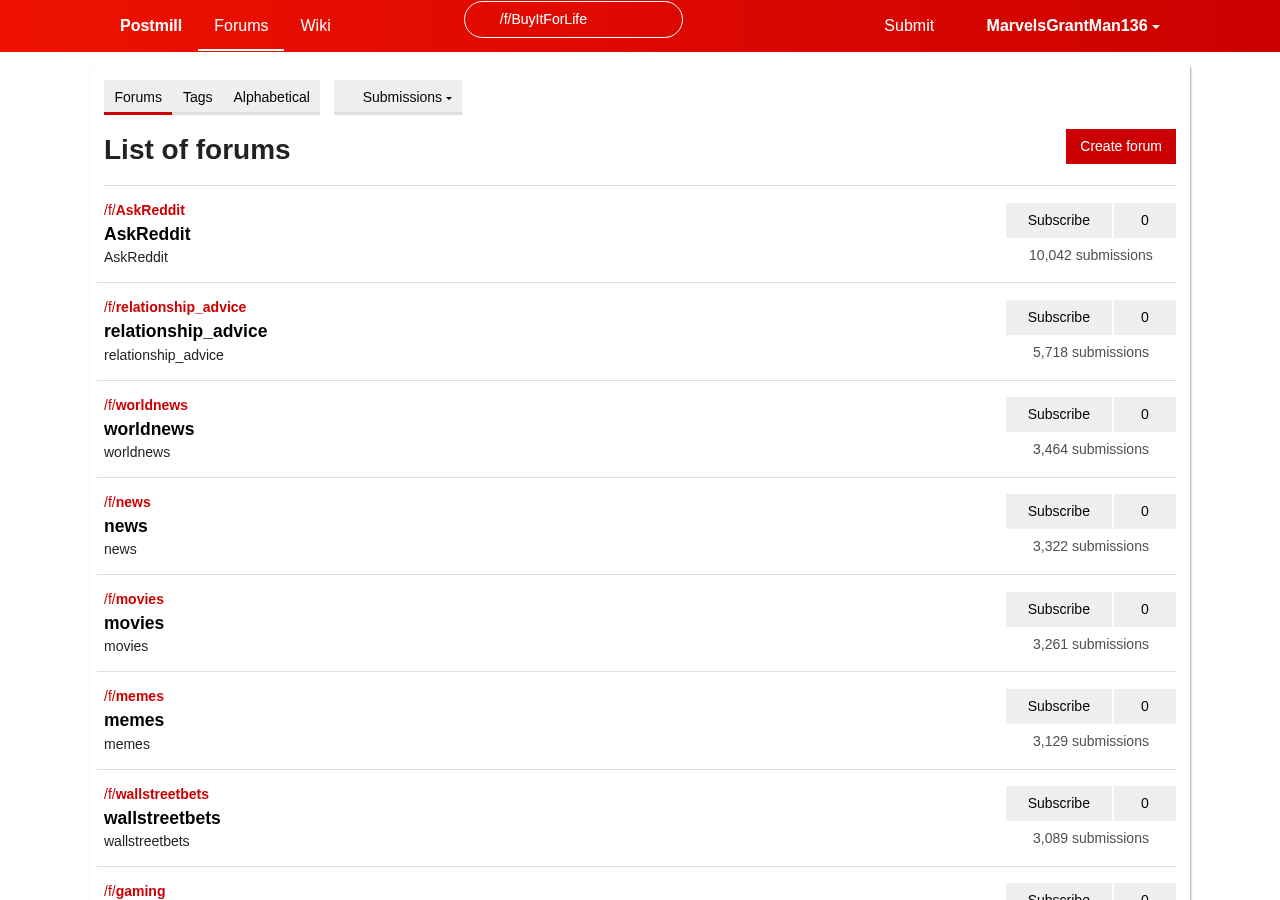 Postmill Forums Wiki /f/BuyItForLife Submit MarvelsGrantMan136
Forums Tags Alphabetical Submissions
List of forums Create forum
/f/AskReddit
AskReddit
AskReddit
Subscribe 0
10,042 submissions
/f/relationship_advice
relationship_advice
relationship_advice
Subscribe 0
5,718 submissions
/f/worldnews
worldnews
worldnews
Subscribe 0
3,464 submissions
/f/news
news
news
Subscribe 0
3,322 submissions
/f/movies
movies
movies
Subscribe 0
3,261 submissions
/f/memes
memes
memes
Subscribe 0
3,129 submissions
/f/wallstreetbets
wallstreetbets
wallstreetbets
Subscribe 0
3,089 submissions
/f/gaming
Subscribe 0